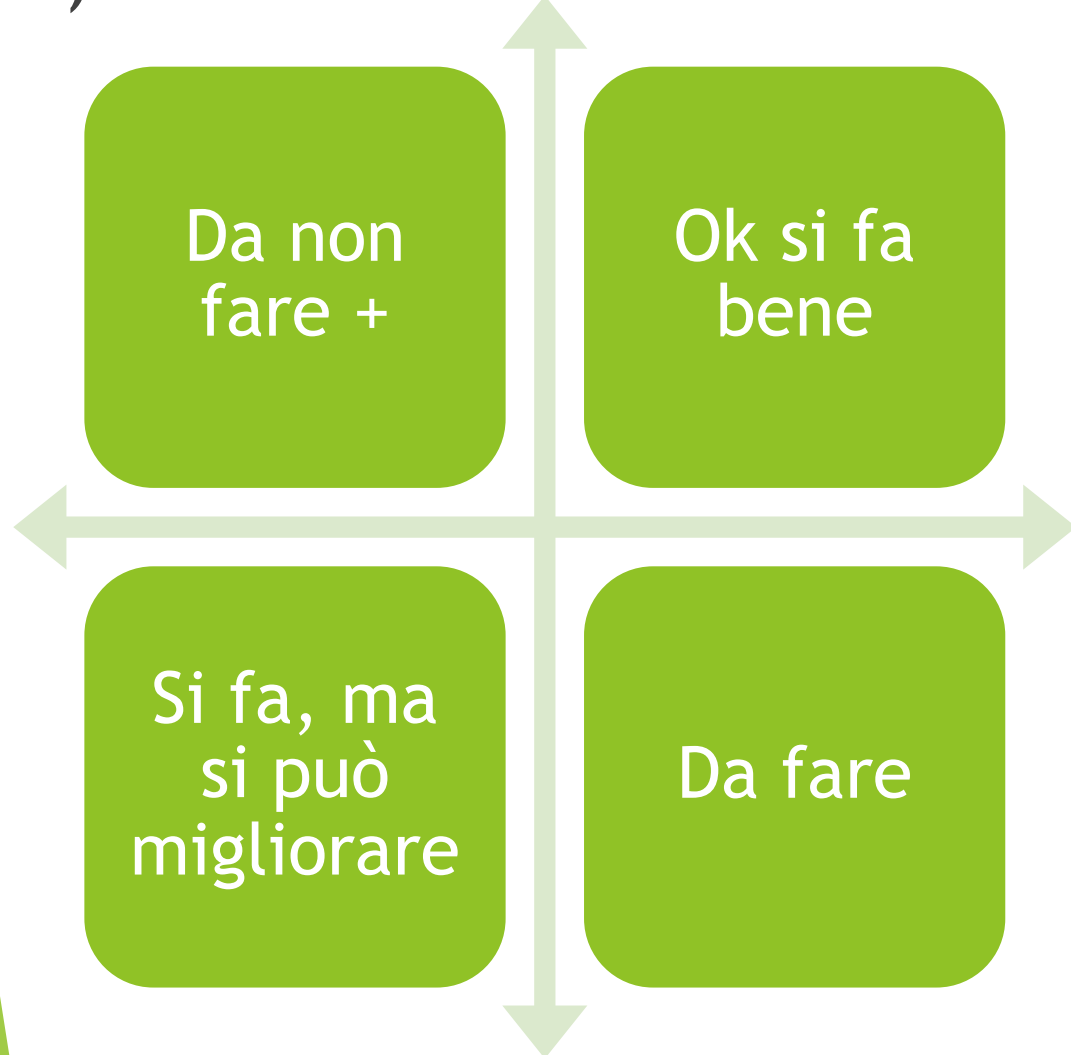 Da non
fare +
Ok si fa
bene
Si fa, ma
si può
migliorare
Da fare